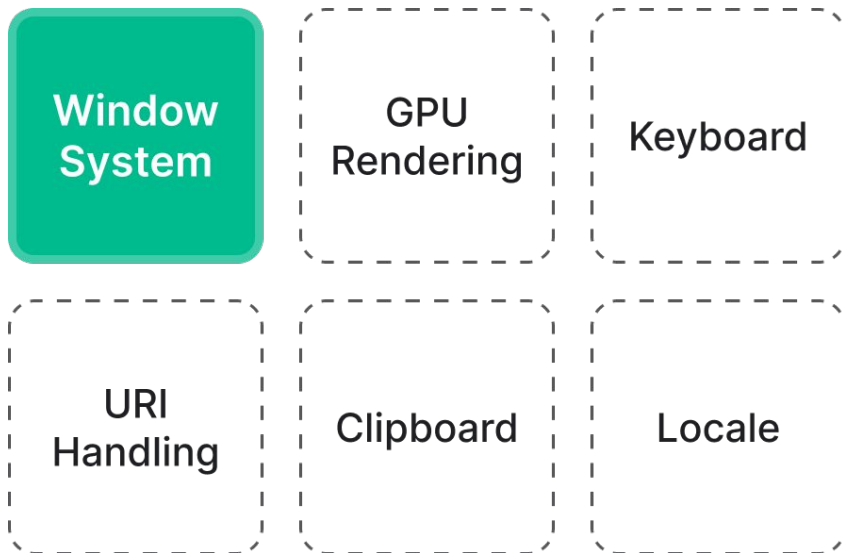 Window
System
GPU
Rendering
Keyboard
URI
Handling
Clipboard
Locale